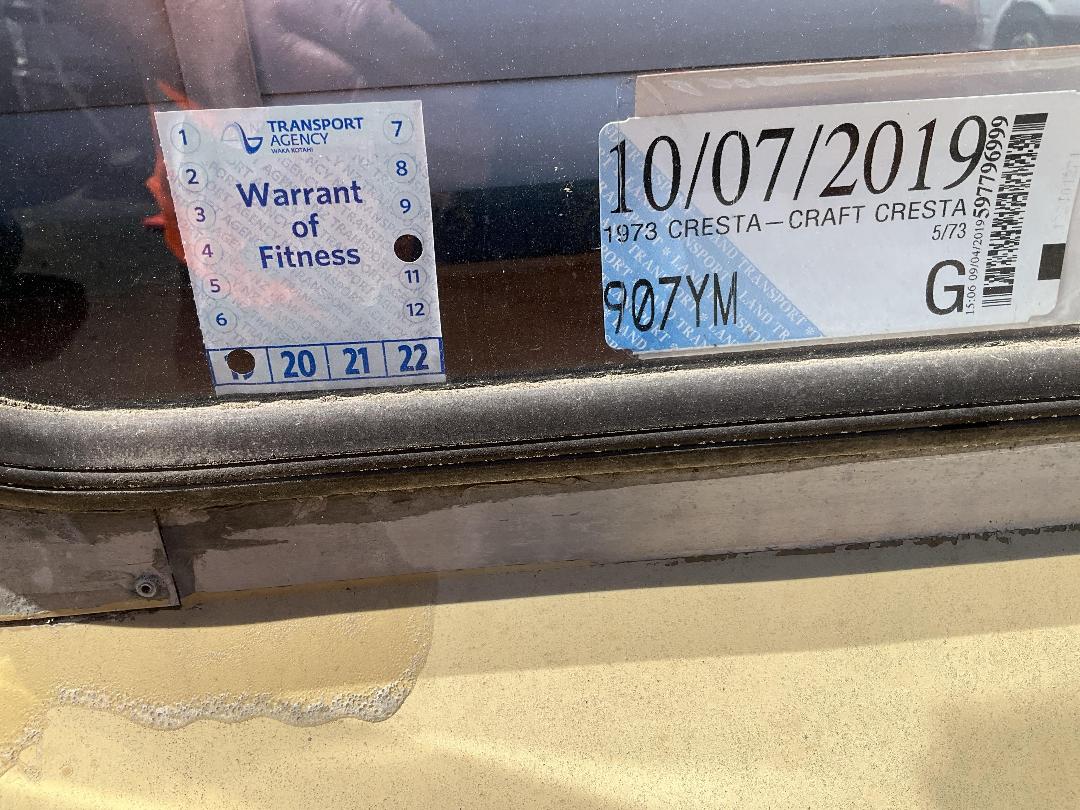 TRANSPORT
AGENCY
WAKA KOTAHI
Warrant
of
Fitness
1
2
3
4
5
6
7
8
9
11
12
20 21 22
10/07/2019
1973 CRESTA-CRAFT CRESTA
5/73
907YM
G
15:06 09/04/2019
597796999